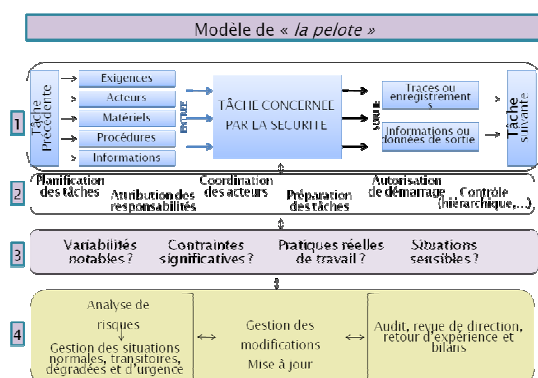 Modèle de « la pelote »
1
Tâche
Précédente
Exigences
Acteurs
Matériels
Procédures
Informations
ENTREE
TÂCHE CONCERNEE
PAR LA SECURITE
SORTIE
Traces ou
enregistrement
s
Informations ou
données de sortie
Tâche
suivante
2
Planification
des tâches
Attribution des
responsabilités
Coordination
des acteurs
Préparation
des tâches
Autorisation
de démarrage
Contrôle
(hiérarchique,...)
3
Variabilités
notables ?
Contraintes
significatives ?
Pratiques réelles
de travail ?
Situations
sensibles ?
4
Analyse de
risques
Gestion des situations
normales, transitoires,
dégradées et d'urgence
Gestion des
modifications
Mise à jour
Audit, revue de direction,
retour d'expérience et
bilans